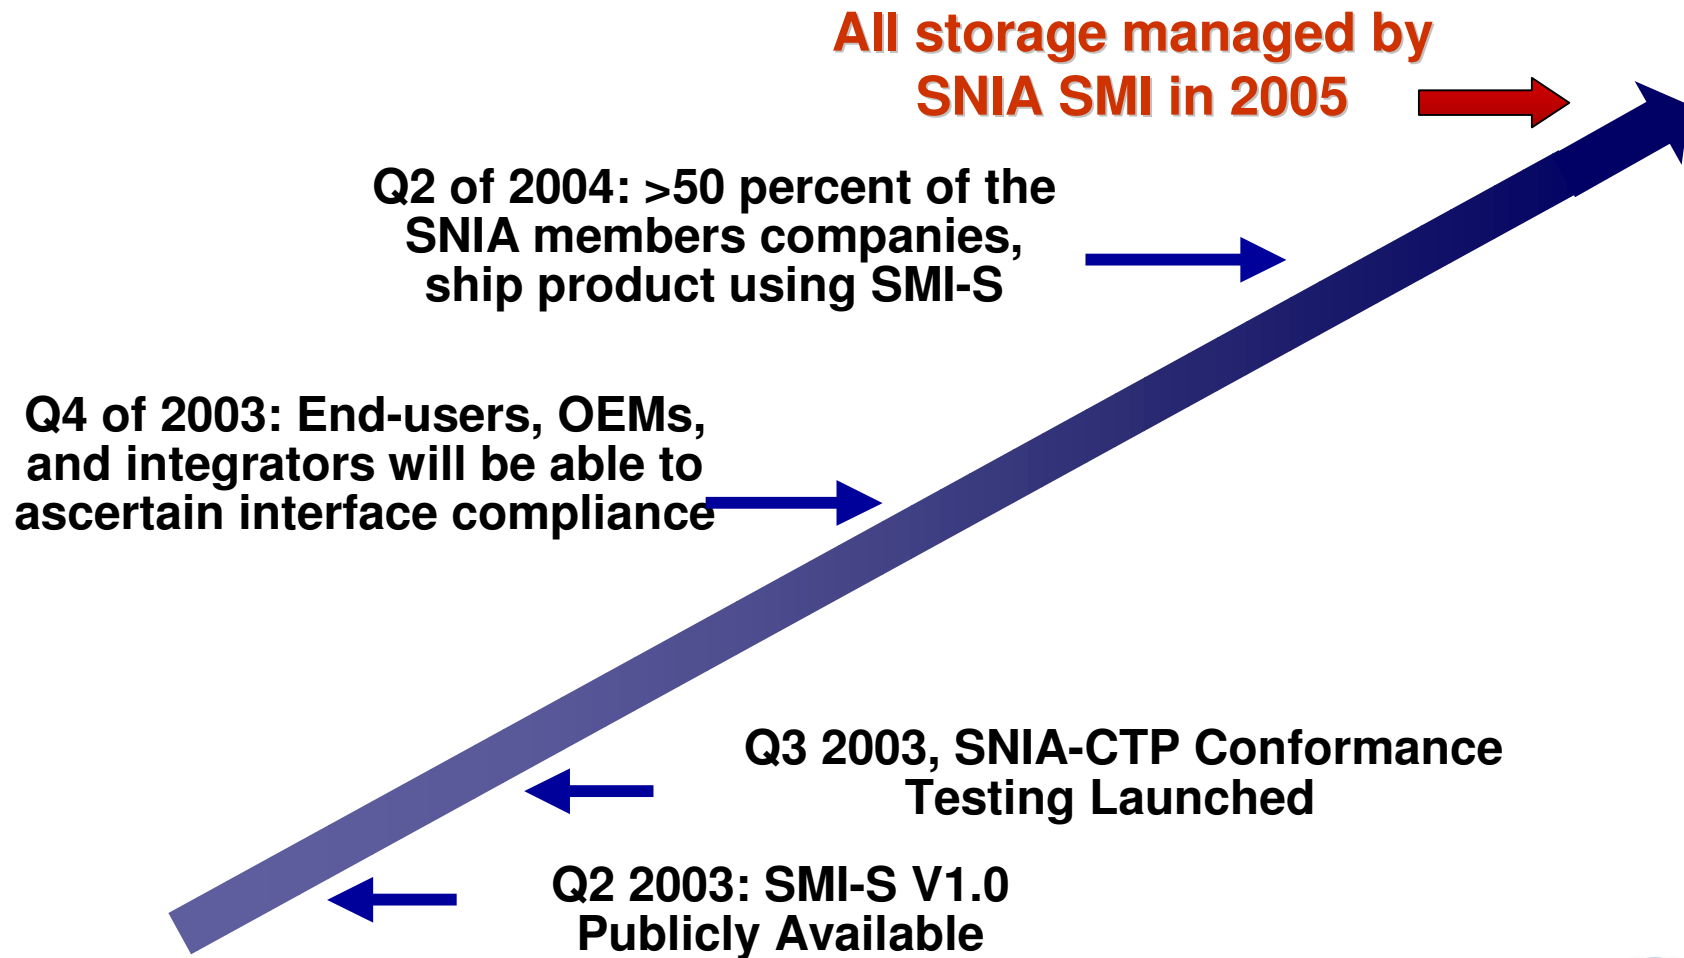 All storage managed by
SNIA SMI in 2005
Q2 of 2004: >50 percent of the
SNIA members companies,
ship product using SMI-S
Q4 of 2003: End-users, OEMs,
and integrators will be able to
ascertain interface compliance
Q3 2003, SNIA-CTP Conformance
Testing Launched
Q2 2003: SMI-S V1.0
Publicly Available